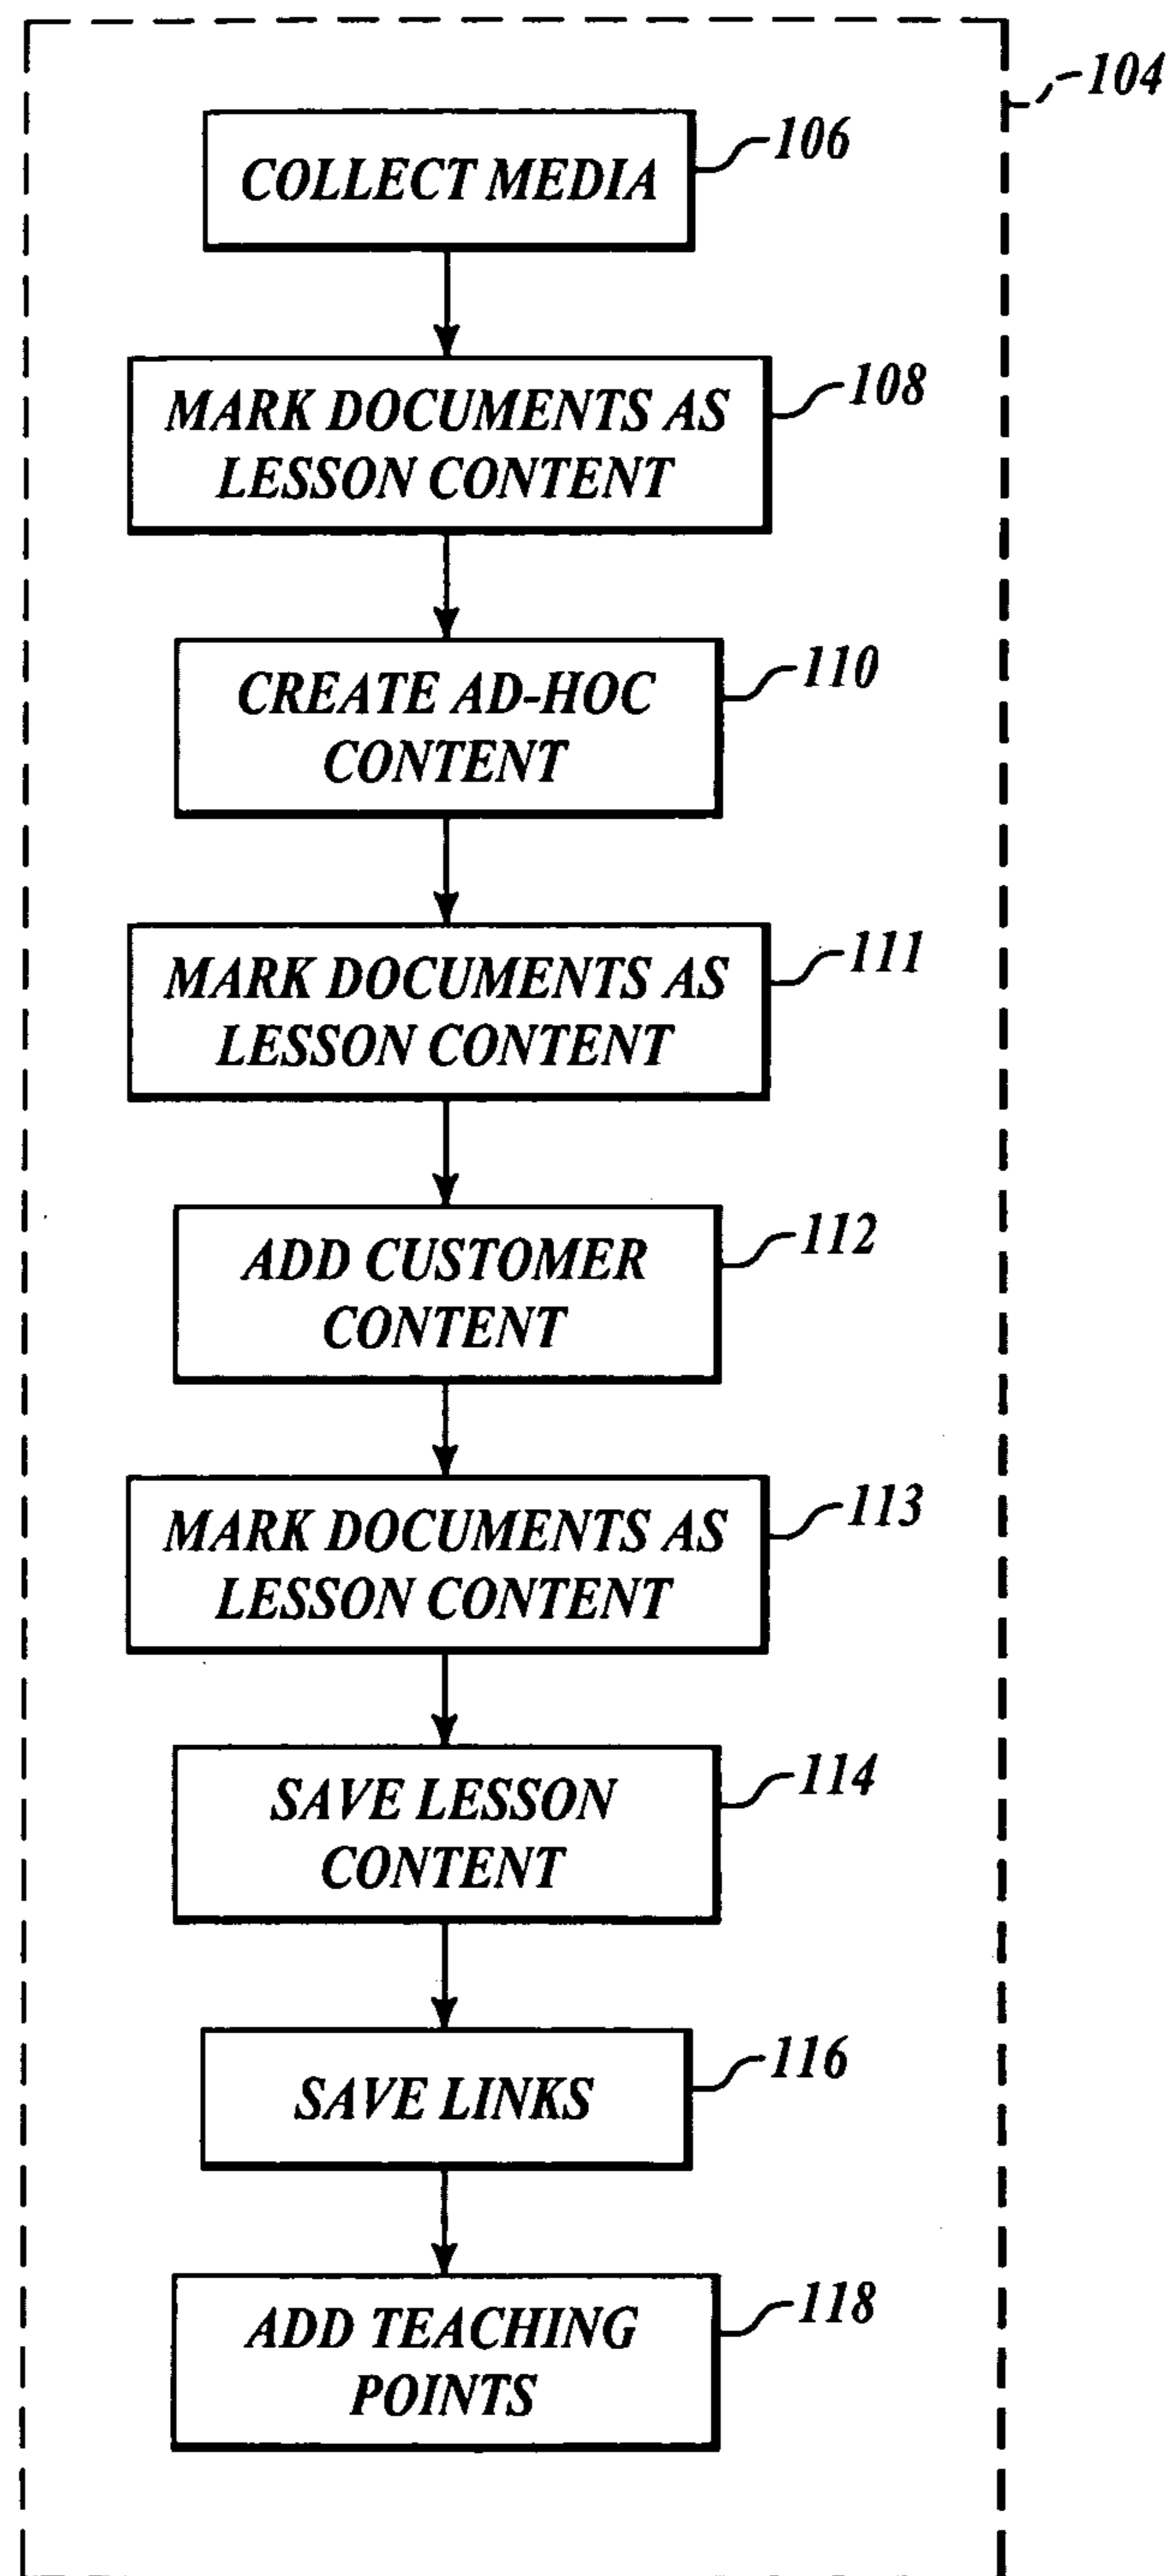 104
COLLECT MEDIA
106
MARK DOCUMENTS AS
LESSON CONTENT
108
CREATE AD-HOC
CONTENT
110
MARK DOCUMENTS AS
LESSON CONTENT
111
ADD CUSTOMER
CONTENT
112
MARK DOCUMENTS AS
LESSON CONTENT
113
SAVE LESSON
CONTENT
114
SAVE LINKS
116
ADD TEACHING
POINTS
118